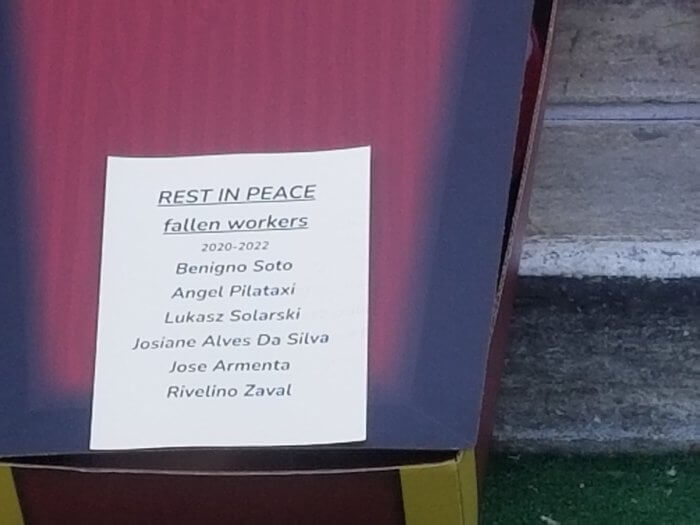 REST IN PEACE
fallen workers
2020-2022
Benigno Soto
Angel Pilataxi
Lukasz Solarski
Josiane Alves Da Silva
Jose Armenta
Rivelino Zaval